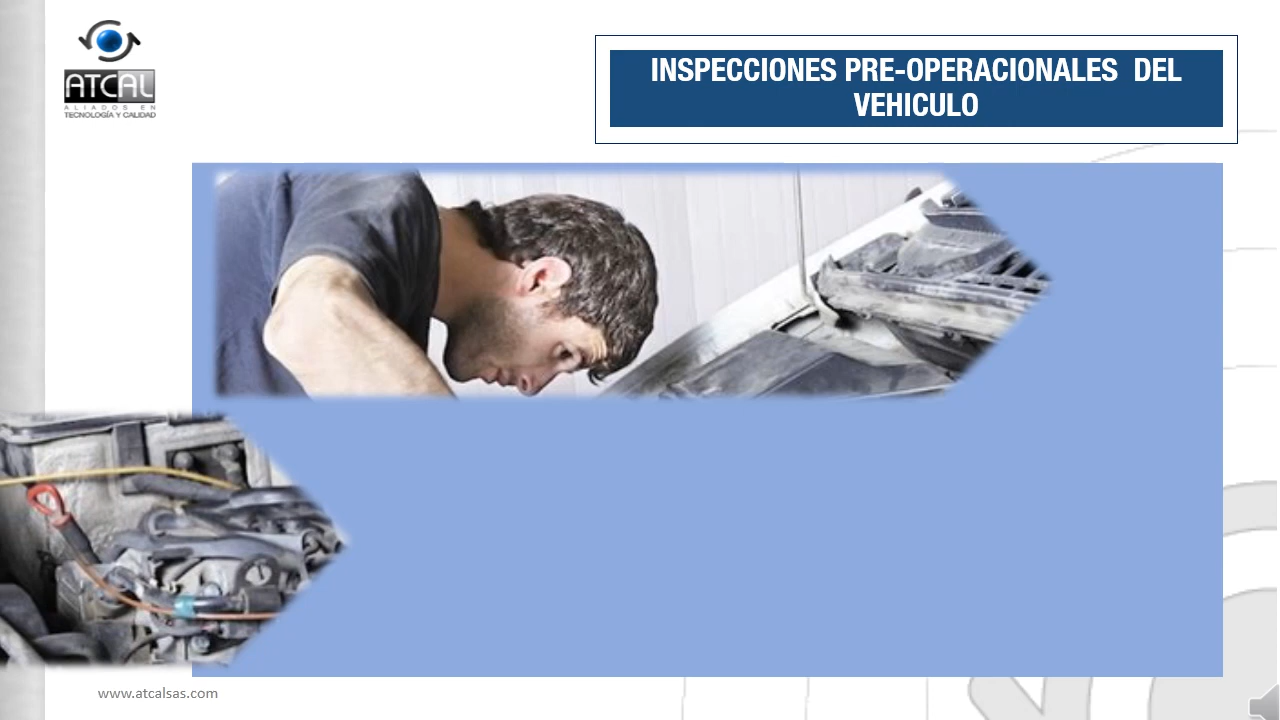 ATCAL
ALIADOS EN
TECNOLOGÍA Y CALIDAD
INSPECCIONES PRE-OPERACIONALES DEL
VEHICULO
www.atcalsas.com